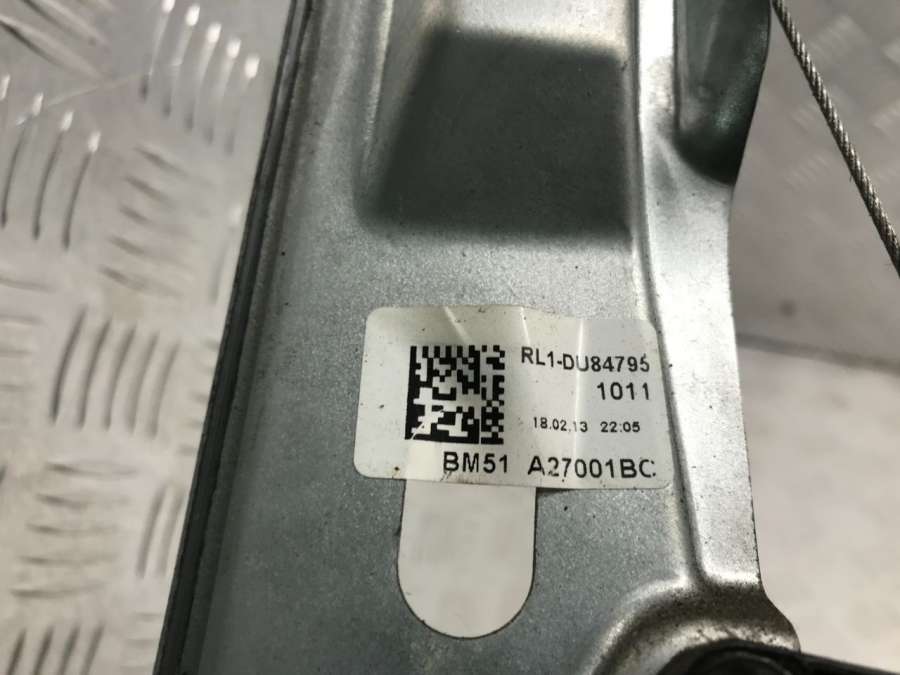 RL1-DU84795
1011
18.02.13 22:05
BM51 A27001BC